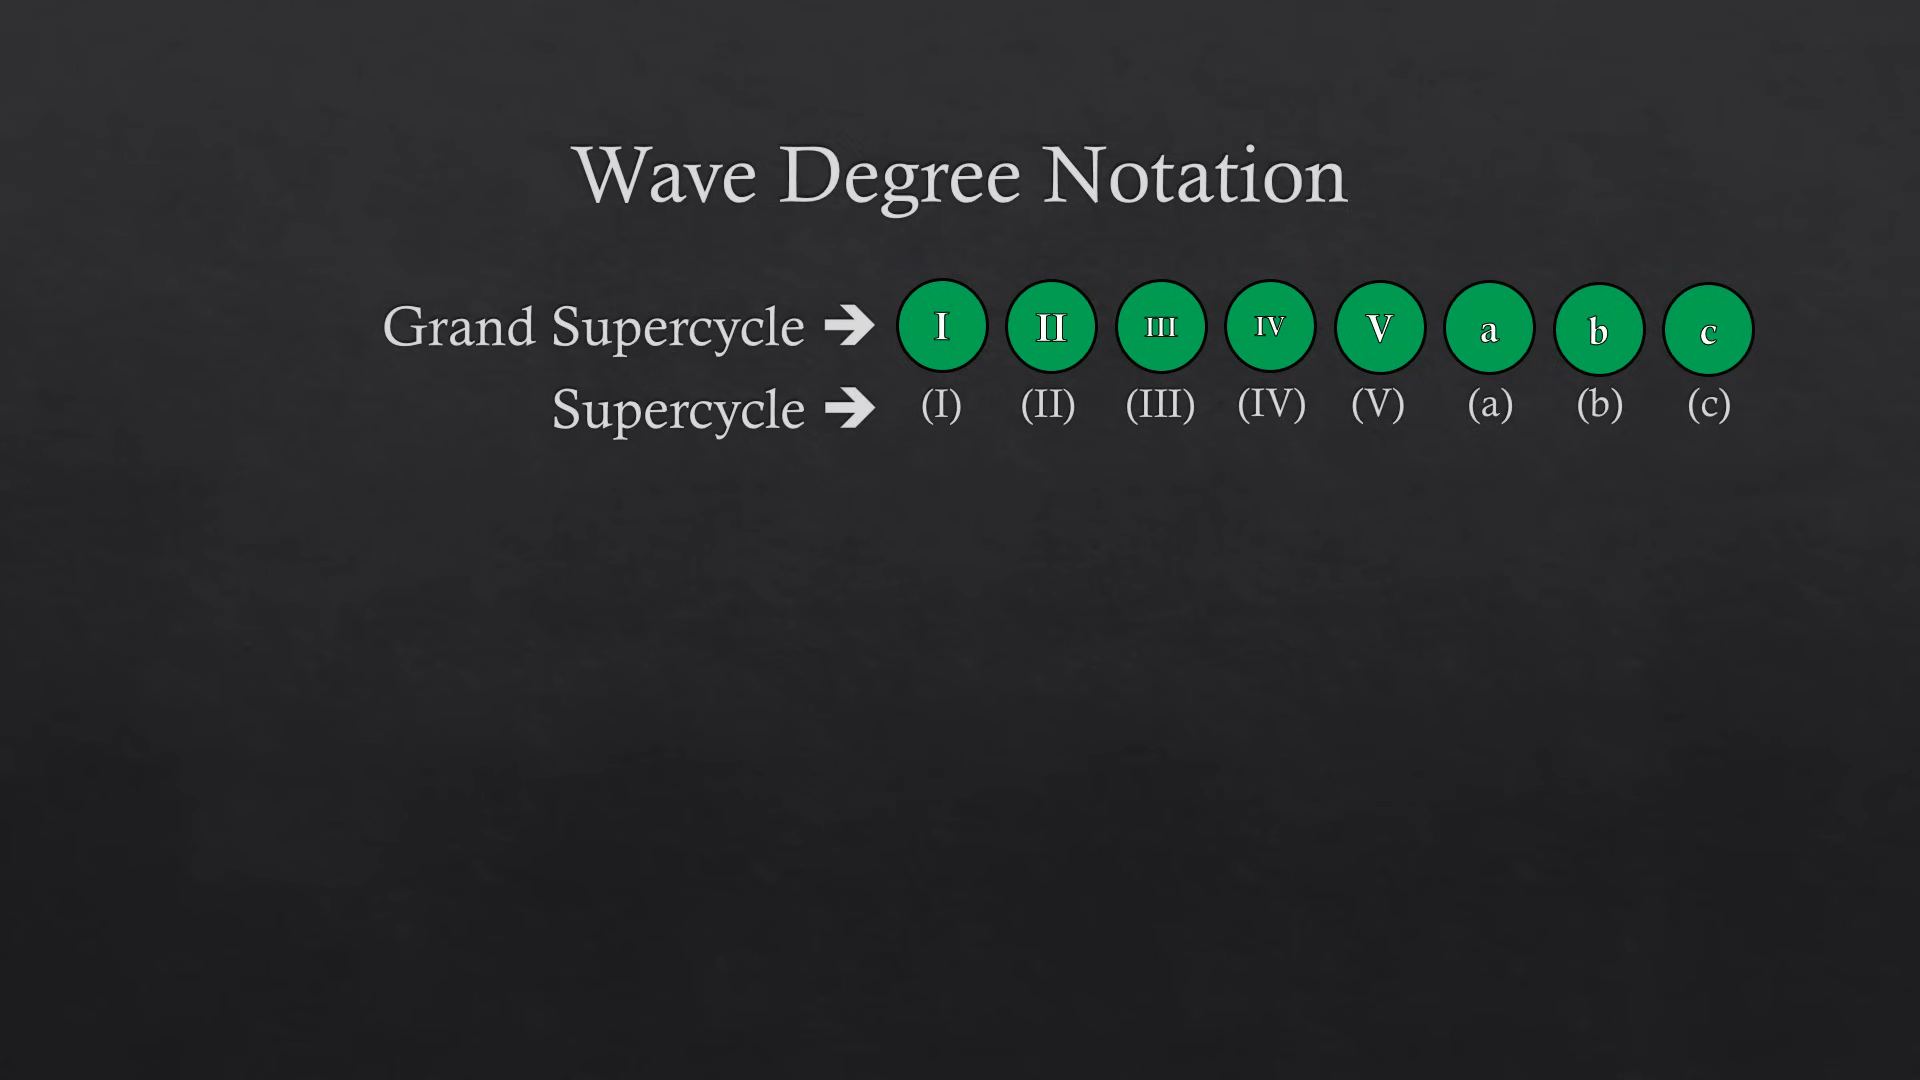 Wave Degree Notation
Grand Supercycle ➔ I II III IV V a b c
Supercycle ➔ (I) (II) (III) (IV) (V) (a) (b) (c)